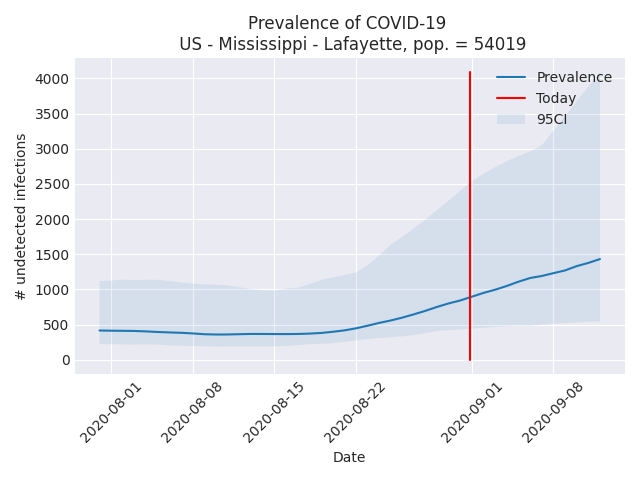 Prevalence of COVID-19
US - Mississippi - Lafayette, pop. = 54019
Prevalence
Today
95CI
4000
3500
3000
2500
2000
1500
1000
500
0
# undetected infections
2020-08-01
2020-08-08
2020-08-15
2020-08-22
2020-09-01
2020-09-08
Date